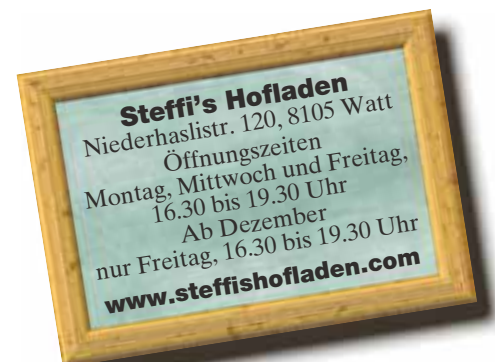 Steffi's Hofladen
Niederhaslistr. 120, 8105 Watt
Öffnungszeiten
Montag, Mittwoch und Freitag,
16.30 bis 19.30 Uhr
Ab Dezember
nur Freitag, 16.30 bis 19.30 Uhr
www.steffishofladen.com